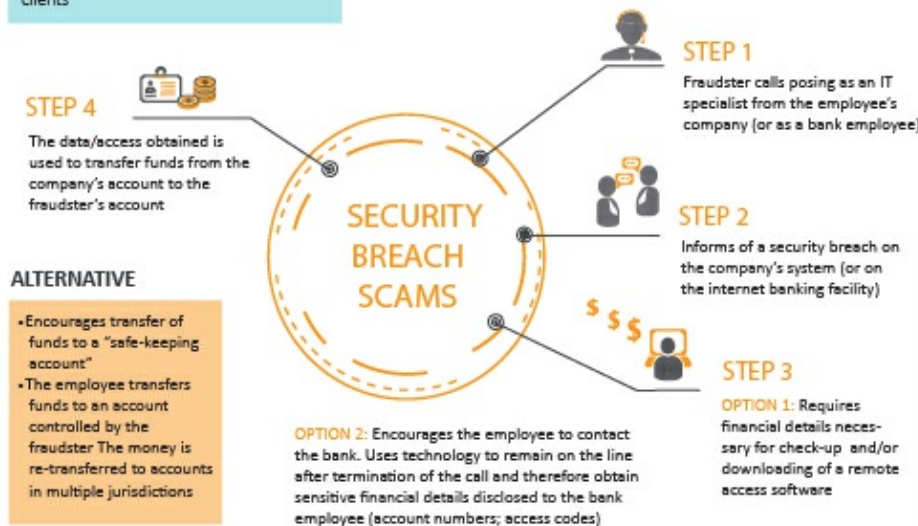 clients
STEP 1
Fraudster calls posing as an IT
specialist from the employee's
company (or as a bank employee)
STEP 2
Informs of a security breach on
the company's system (or on
the internet banking facility)
$ $ $
STEP 3
OPTION 1: Requires
financial details neces-
sary for check-up and/or
downloading of a remote
access software
OPTION 2: Encourages the employee to contact
the bank. Uses technology to remain on the line
after termination of the call and therefore obtain
sensitive financial details disclosed to the bank
employee (account numbers; access codes)
STEP 4
The data/access obtained is
used to transfer funds from the
company's account to the
fraudster's account
SECURITY
BREACH
SCAMS
ALTERNATIVE
•Encourages transfer of
funds to a "safe-keeping
account"
•The employee transfers
funds to an account
controlled by the
fraudster The money is
re-transferred to accounts
in multiple jurisdictions